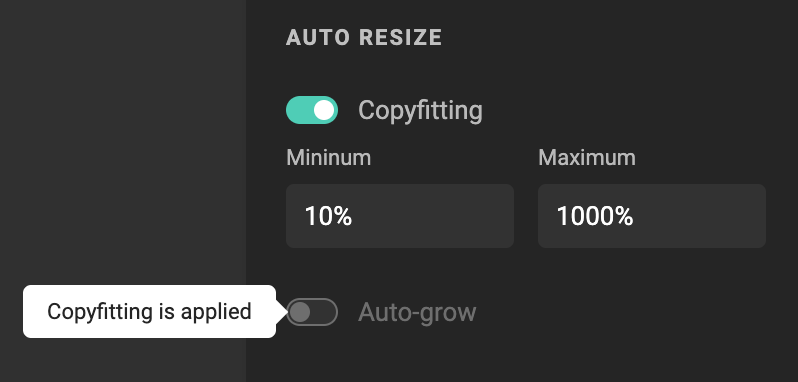 AUTO RESIZE
Copyfitting
Mininum
Maximum
10%
1000%
Copyfitting is applied
Auto-grow